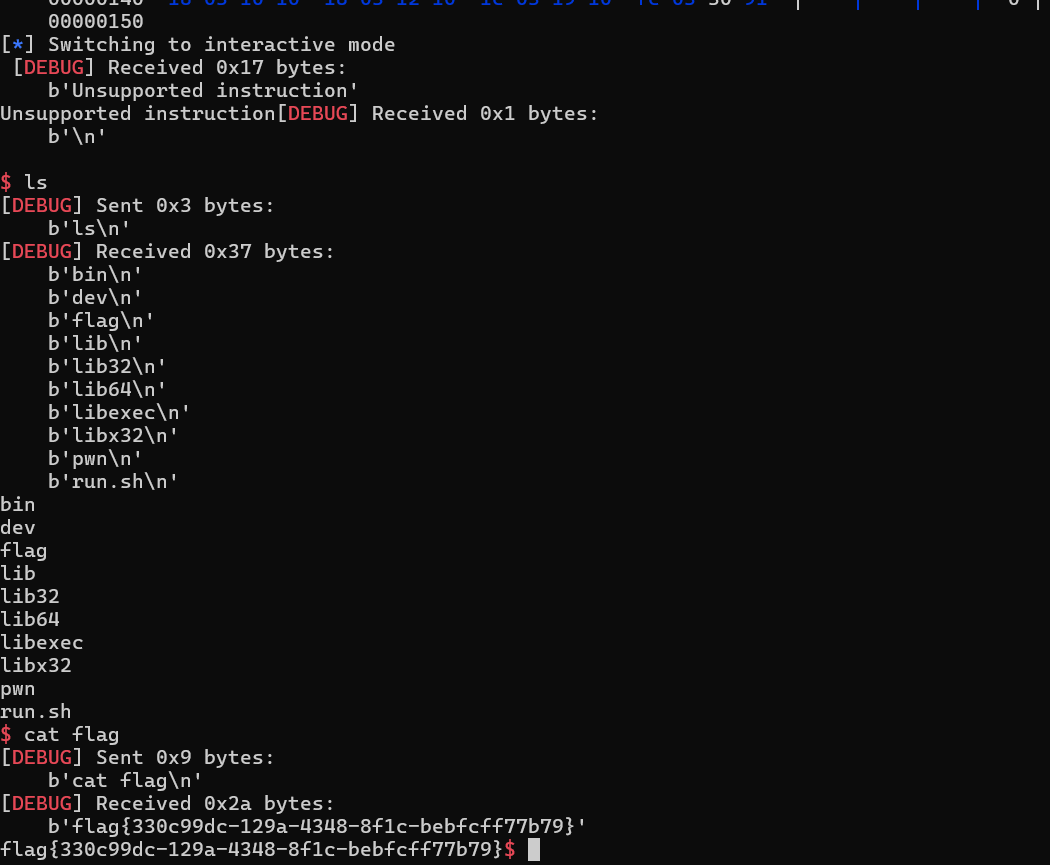 00000150
[*] Switching to interactive mode
 [DEBUG] Received 0x17 bytes:
    b'Unsupported instruction'
Unsupported instruction[DEBUG] Received 0x1 bytes:
    b'\n'
$ ls
[DEBUG] Sent 0x3 bytes:
    b'ls\n'
[DEBUG] Received 0x37 bytes:
    b'bin\n'
    b'dev\n'
    b'flag\n'
    b'lib\n'
    b'lib32\n'
    b'lib64\n'
    b'libexec\n'
    b'libx32\n'
    b'pwn\n'
    b'run.sh\n'
bin
dev
flag
lib
lib32
lib64
libexec
libx32
pwn
run.sh
$ cat flag
[DEBUG] Sent 0x9 bytes:
    b'cat flag\n'
[DEBUG] Received 0x2a bytes:
    b'flag{330c99dc-129a-4348-8f1c-bebfcff77b79}'
flag{330c99dc-129a-4348-8f1c-bebfcff77b79}$